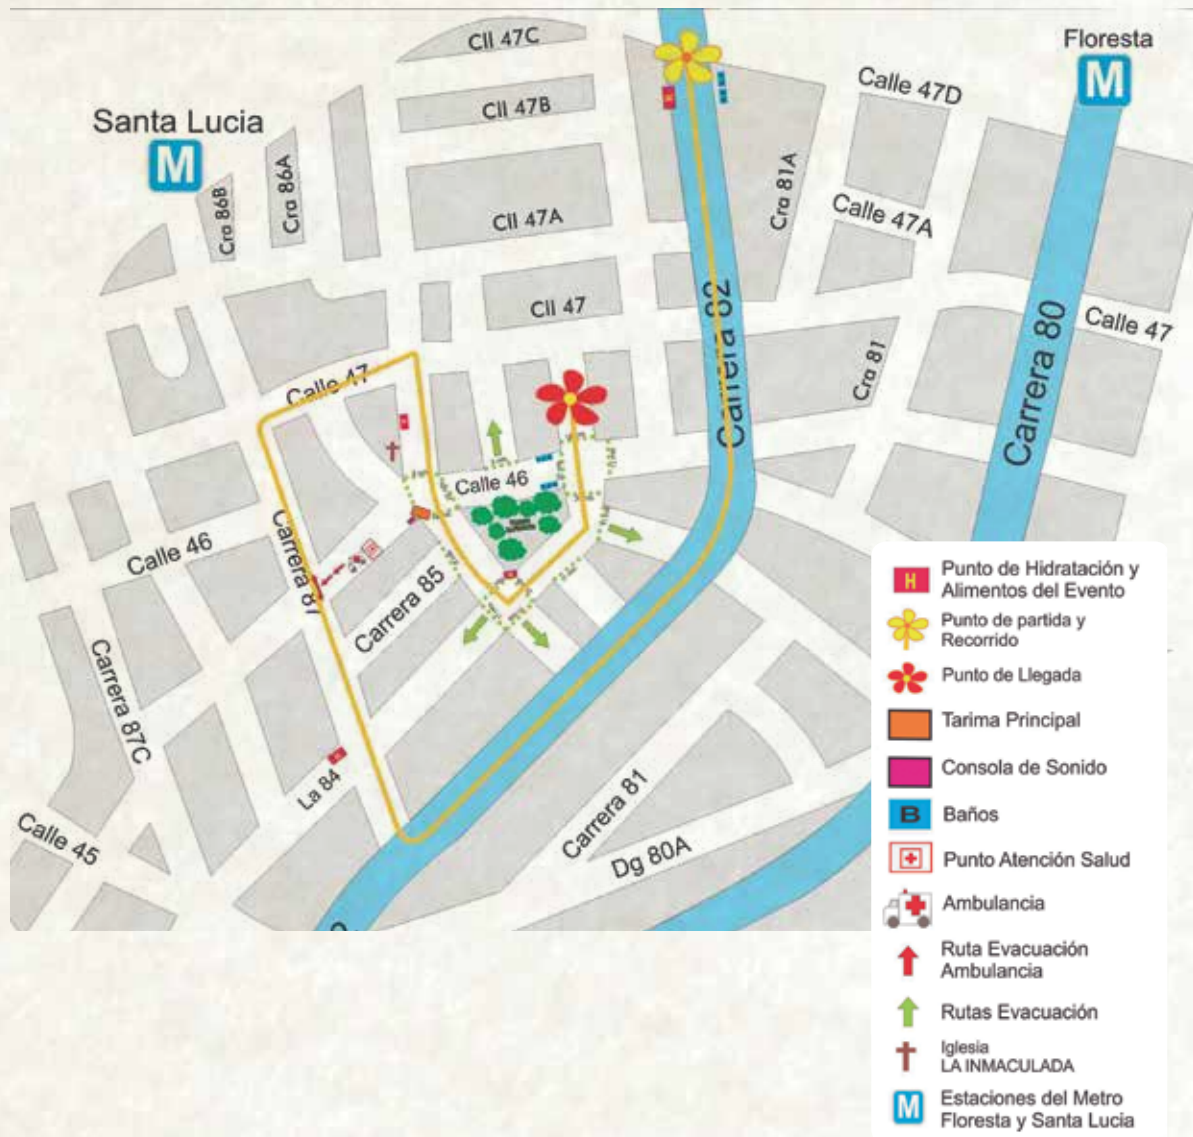 Cll 47C
Floresta
M
Calle 47D
Cll 47B
Santa Lucia
M
H
Cra 86A
Cra 86B
Cra 81A
Cll 47A
Calle 47A
Cll 47
Carrera 82
Calle 47
Carrera 80
Cra 81
Calle 47
H
Calle 46
Calle 46
Carrera 87
Carrera 85
H
Carrera 87C
H
La 84
Carrera 81
Calle 45
Dg 80A
H
Punto de Hidratación y
Alimentos del Evento
Punto de partida y
Recorrido
Punto de Llegada
Tarima Principal
Consola de Sonido
B
Baños
Punto Atención Salud
Ambulancia
Ruta Evacuación
Ambulancia
Rutas Evacuación
Iglesia
LA INMACULADA
M
Estaciones del Metro
Floresta y Santa Lucia